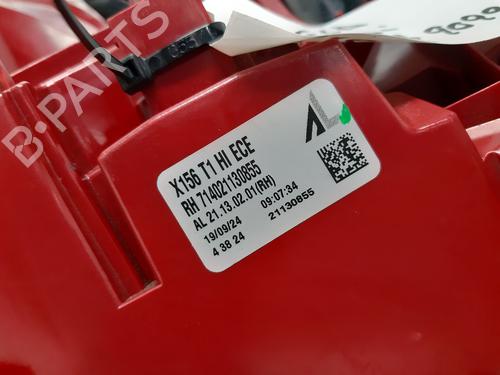 X156 T1 HI ECE
RH 714021130855
AL 21.13.02.01(RH)
19/09/24 09:07:34
4 38 24 21130855
AL
B-PARTS